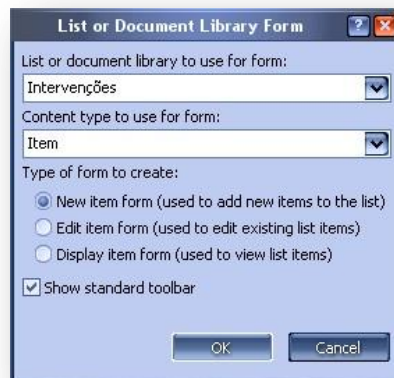 List or Document Library Form
List or document library to use for form:
Intervenções
Content type to use for form:
Item
Type of form to create:
New item form (used to add new items to the list)
Edit item form (used to edit existing list items)
Display item form (used to view list items)
Show standard toolbar
OK
Cancel